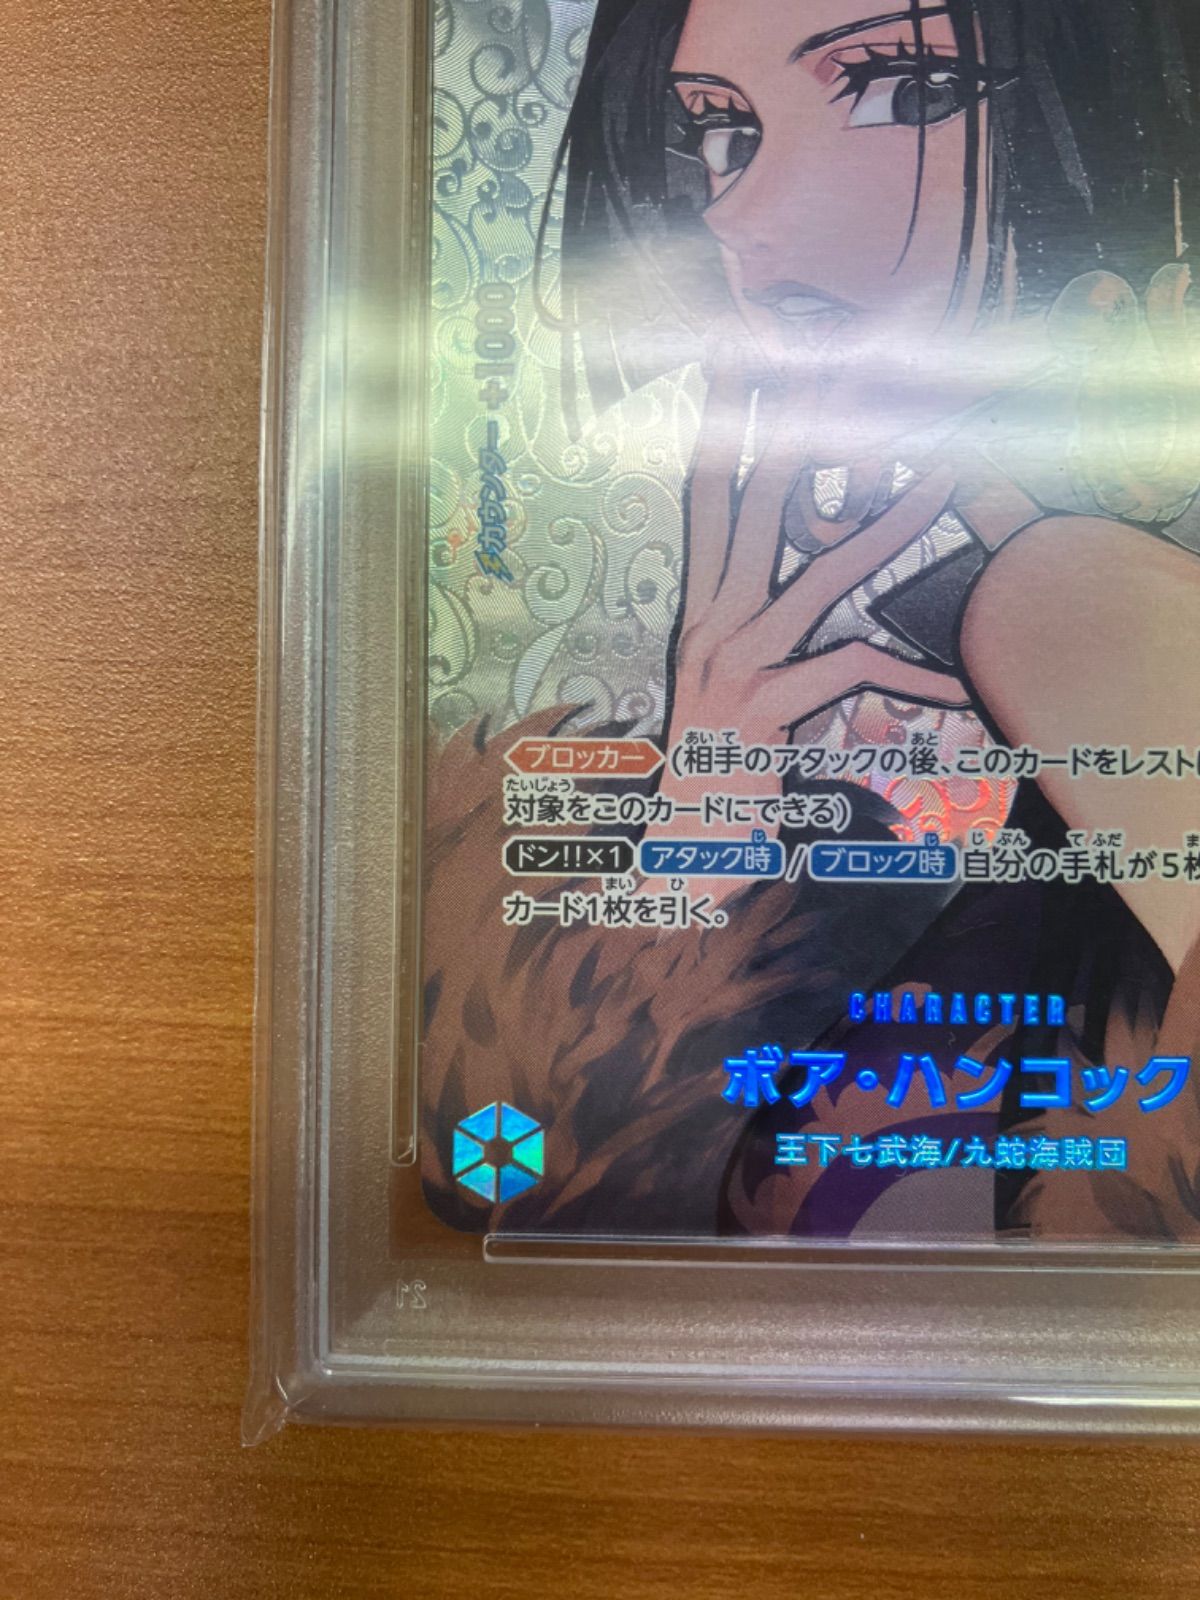 カウンター +1000
ブロッカー (相手のアタックの後、このカードをレスト
対象をこのカードにできる)
ドン!!×1 アタック時 / ブロック時 自分の手札が5枚
カード1枚を引く。
CHARACTER
ボア・ハンコック
王下七武海/九蛇海賊団
21